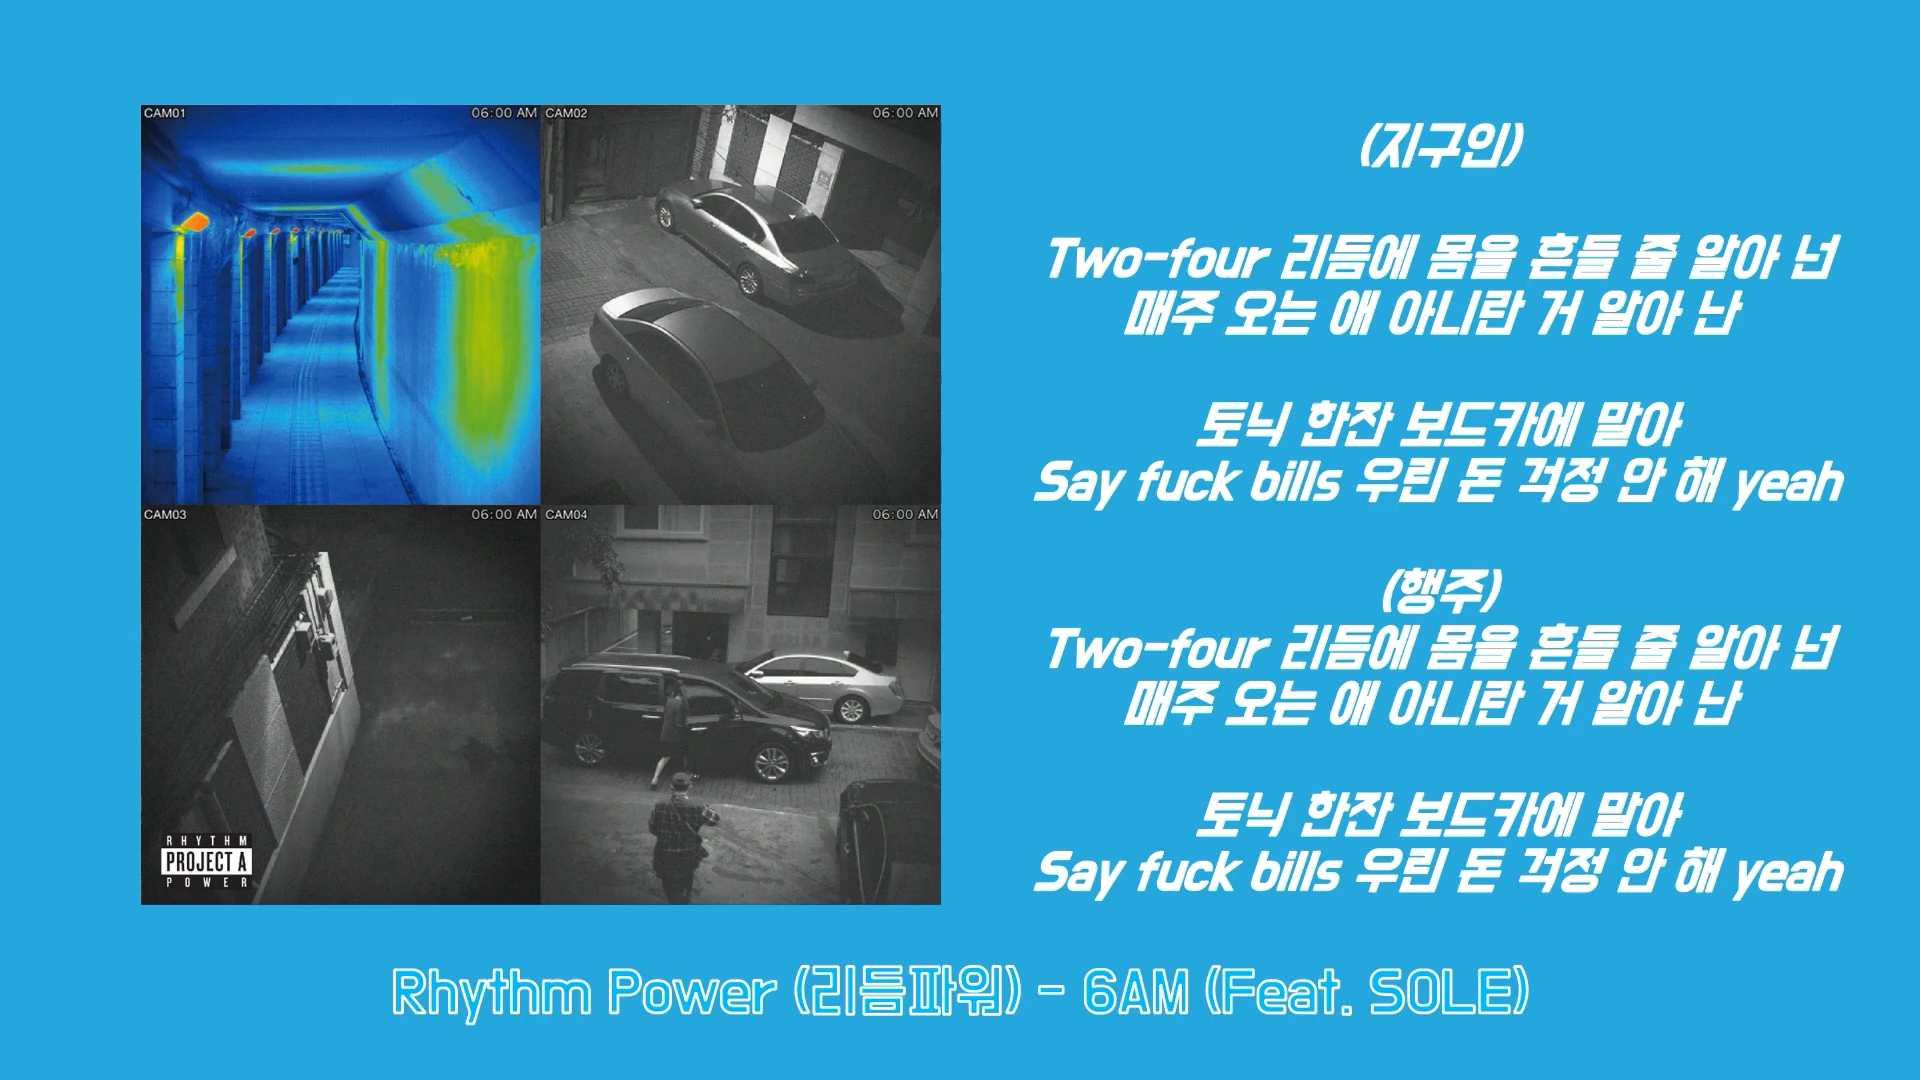 CAM01 06:00 AM
CAM02 06:00 AM
CAM03 06:00 AM
CAM04 06:00 AM
RHYTHM
PROJECT A
POWER
(지구인)
Two-four 리듬에 몸을 흔들 줄 알아 넌
매주 오는 애 아니란 거 알아 난
토닉 한잔 보드카에 말아
Say fuck bills 우린 돈 걱정 안 해 yeah
(행주)
Two-four 리듬에 몸을 흔들 줄 알아 넌
매주 오는 애 아니란 거 알아 난
토닉 한잔 보드카에 말아
Say fuck bills 우린 돈 걱정 안 해 yeah
Rhythm Power (리듬파워) - 6AM (Feat. SOLE)